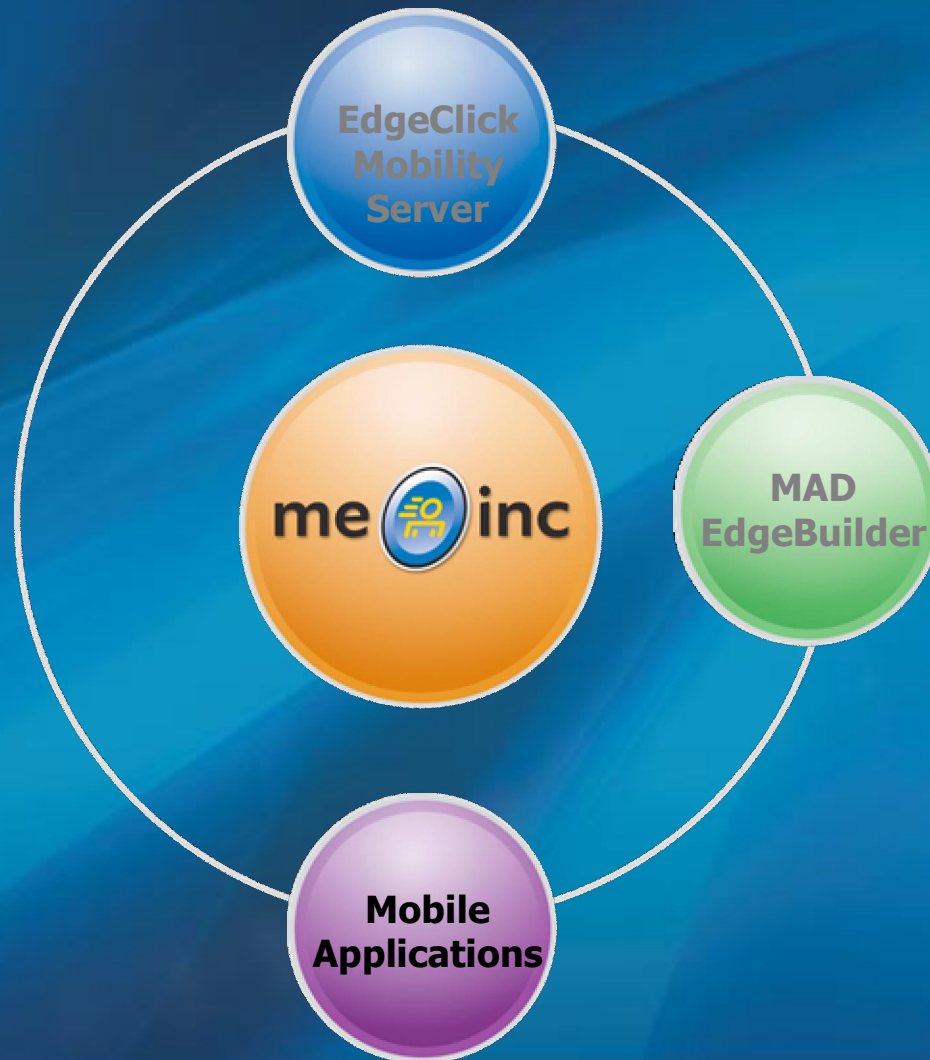 EdgeClick
Mobility
Server
me inc
MAD
EdgeBuilder
Mobile
Applications